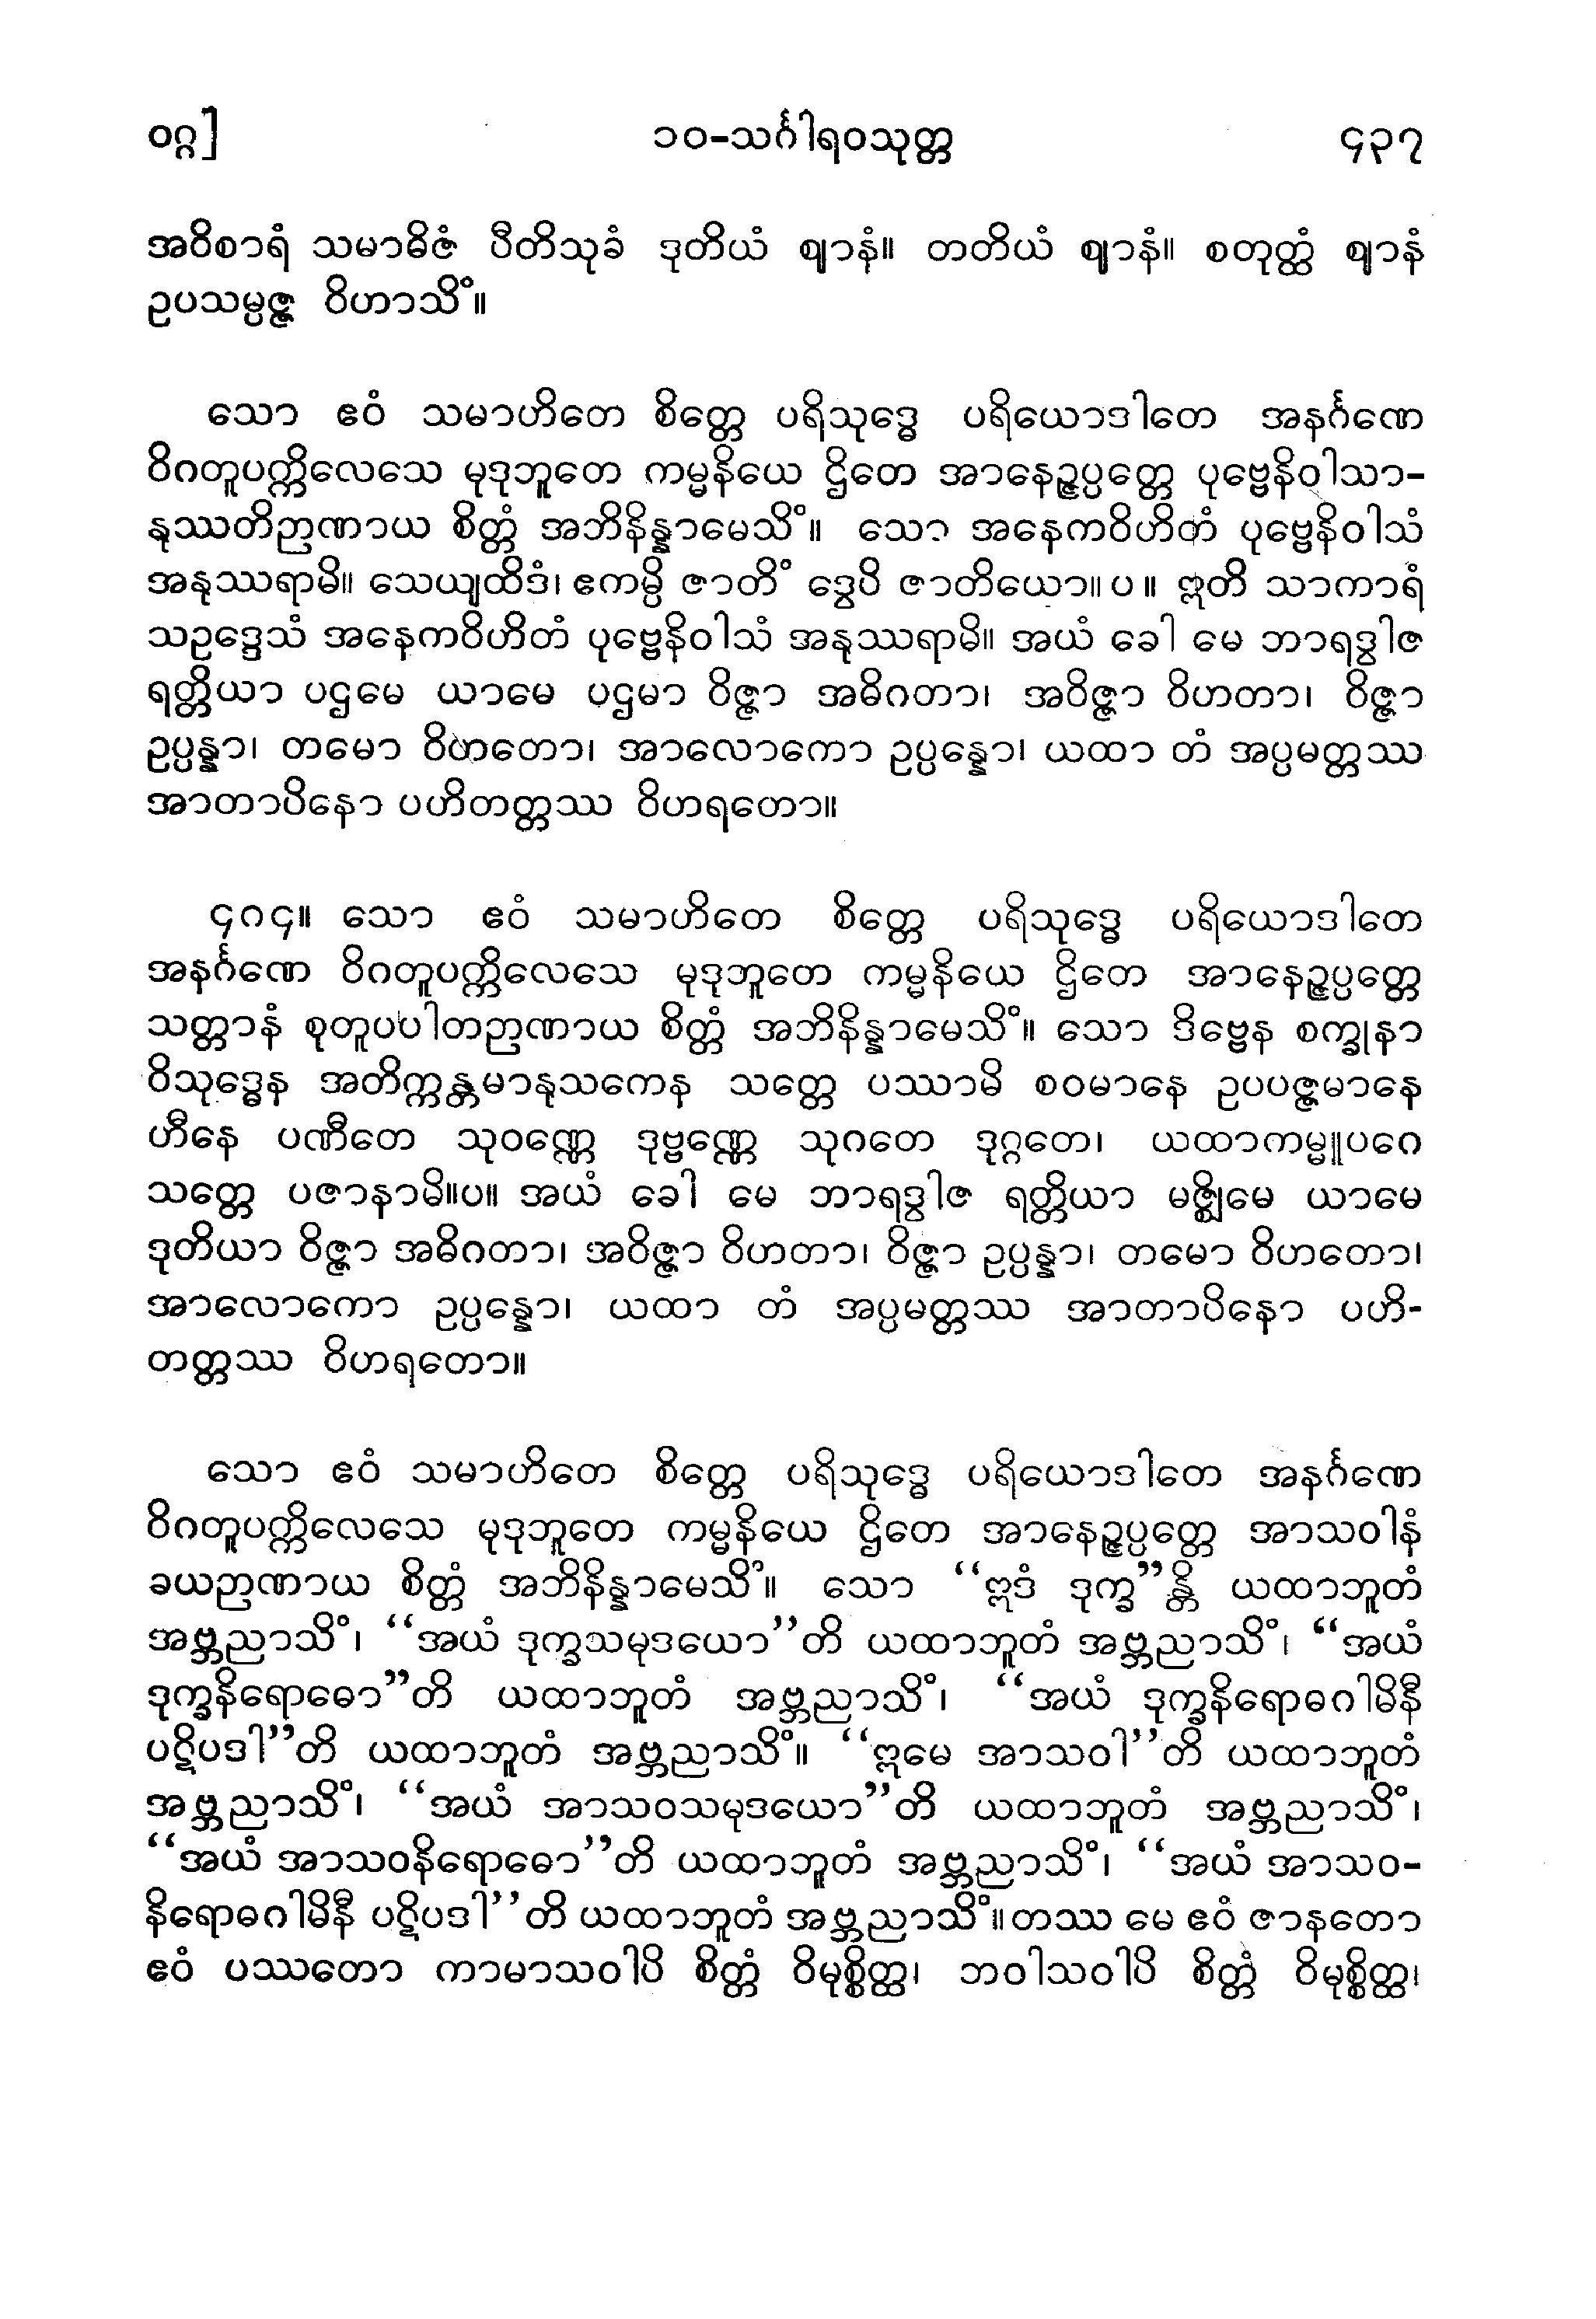 ဝဂ္ဂ] ၁၀-သင်္ဂါရဝသုတ္တ ၄၃၇
အဝိစာရံ သမာဓိဇံ ပီတိသုခံ ဒုတိယံ ဈာနံ။ တတိယံ ဈာနံ။ စတုတ္ထံ ဈာနံ
ဥပသမ္ပဇ္ဇ ဝိဟာသိံ။
သော ဧဝံ သမာဟိတေ စိတ္တေ ပရိသုဒ္ဓေ ပရိယောဒါတေ အနင်္ဂဏေ
ဝိဂတူပက္ကိလေသေ မုဒုဘူတေ ကမ္မနိယေ ဌိတေ အာနေဉ္ဇပ္ပတ္တေ ပုဗ္ဗေနိဝါသာ-
နုဿတိဉာဏာယ စိတ္တံ အဘိနိန္နာမေသိံ။ သော အနေကဝိဟိတံ ပုဗ္ဗေနိဝါသံ
အနုဿရာမိ။ သေယျထိဒံ၊ ဧကမ္ပိ ဇာတိံ ဒွေပိ ဇာတိယော။ ပ ။ ဣတိ သာကာရံ
သဥဒ္ဒေသံ အနေကဝိဟိတံ ပုဗ္ဗေနိဝါသံ အနုဿရာမိ။ အယံ ခေါ မေ ဘာရဒွါဇ
ရတ္တိယာ ပဌမေ ယာမေ ပဌမာ ဝိဇ္ဇာ အဓိဂတာ၊ အဝိဇ္ဇာ ဝိဟတာ၊ ဝိဇ္ဇာ
ဥပ္ပန္နာ၊ တမော ဝိဟတော၊ အာလောကော ဥပ္ပန္နော၊ ယထာ တံ အပ္ပမတ္တဿ
အာတာပိနော ပဟိတတ္တဿ ဝိဟရတော။
၄၈၄။ သော ဧဝံ သမာဟိတေ စိတ္တေ ပရိသုဒ္ဓေ ပရိယောဒါတေ
အနင်္ဂဏေ ဝိဂတူပက္ကိလေသေ မုဒုဘူတေ ကမ္မနိယေ ဌိတေ အာနေဉ္ဇပ္ပတ္တေ
သတ္တာနံ စုတူပပါတဉာဏာယ စိတ္တံ အဘိနိန္နာမေသိံ။ သော ဒိဗ္ဗေန စက္ခုနာ
ဝိသုဒ္ဓေန အတိက္ကန္တမာနုသကေန သတ္တေ ပဿာမိ စဝမာနေ ဥပပဇ္ဇမာနေ
ဟီနေ ပဏီတေ သုဝဏ္ဏေ ဒုဗ္ဗဏ္ဏေ သုဂတေ ဒုဂ္ဂတေ၊ ယထာကမ္မူပဂေ
သတ္တေ ပဇာနာမိ။ပ။ အယံ ခေါ မေ ဘာရဒွါဇ ရတ္တိယာ မဇ္ဈိမေ ယာမေ
ဒုတိယာ ဝိဇ္ဇာ အဓိဂတာ၊ အဝိဇ္ဇာ ဝိဟတာ၊ ဝိဇ္ဇာ ဥပ္ပန္နာ၊ တမော ဝိဟတော၊
အာလောကော ဥပ္ပန္နော၊ ယထာ တံ အပ္ပမတ္တဿ အာတာပိနော ပဟိ-
တတ္တဿ ဝိဟရတော။
သော ဧဝံ သမာဟိတေ စိတ္တေ ပရိသုဒ္ဓေ ပရိယောဒါတေ အနင်္ဂဏေ
ဝိဂတူပက္ကိလေသေ မုဒုဘူတေ ကမ္မနိယေ ဌိတေ အာနေဉ္ဇပ္ပတ္တေ အာသဝါနံ
ခယဉာဏာယ စိတ္တံ အဘိနိန္နာမေသိံ။ သော “ဣဒံ ဒုက္ခ”န္တိ ယထာဘူတံ
အဗ္ဘညာသိံ၊ “အယံ ဒုက္ခသမုဒယော”တိ ယထာဘူတံ အဗ္ဘညာသိံ၊ “အယံ
ဒုက္ခနိရောဓော”တိ ယထာဘူတံ အဗ္ဘညာသိံ၊ “အယံ ဒုက္ခနိရောဓဂါမိနီ
ပဋိပဒါ”တိ ယထာဘူတံ အဗ္ဘညာသိံ။ “ဣမေ အာသဝါ”တိ ယထာဘူတံ
အဗ္ဘညာသိံ၊ “အယံ အာသဝသမုဒယော”တိ ယထာဘူတံ အဗ္ဘညာသိံ၊
“အယံ အာသဝနိရောဓော”တိ ယထာဘူတံ အဗ္ဘညာသိံ၊ “အယံ အာသဝ-
နိရောဓဂါမိနီ ပဋိပဒါ”တိ ယထာဘူတံ အဗ္ဘညာသိံ။ တဿ မေ ဧဝံ ဇာနတော
ဧဝံ ပဿတော ကာမာသဝါပိ စိတ္တံ ဝိမုစ္စိတ္ထ၊ ဘဝါသဝါပိ စိတ္တံ ဝိမုစ္စိတ္ထ၊